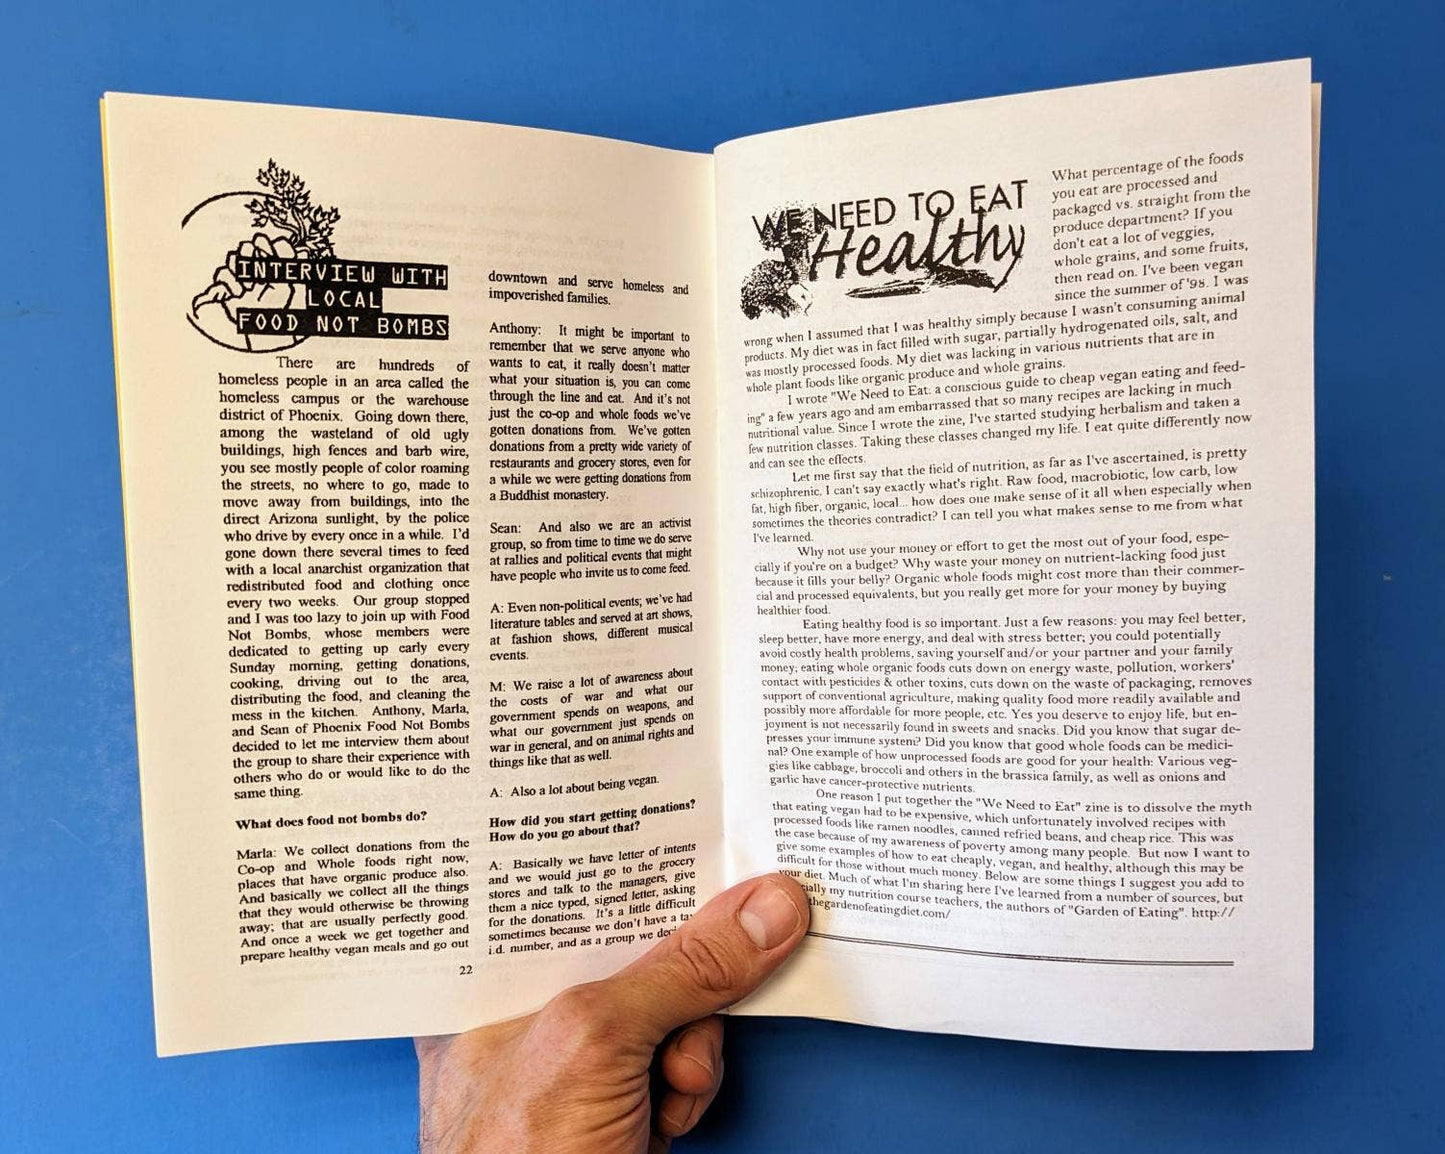 INTERVIEW WITH
LOCAL
FOOD NOT BOMBS
There are hundreds of
homeless people in an area called the
homeless campus or the warehouse
district of Phoenix. Going down there,
among the wasteland of old ugly
buildings, high fences and barb wire,
you see mostly people of color roaming
the streets, no where to go, made to
move away from buildings, into the
direct Arizona sunlight, by the police
who drive by every once in a while. I'd
gone down there several times to feed
with a local anarchist organization that
redistributed food and clothing once
every two weeks. Our group stopped
and I was too lazy to join up with Food
Not Bombs, whose members were
dedicated to getting up early every
Sunday morning, getting donations,
cooking, driving out to the area,
distributing the food, and cleaning the
mess in the kitchen. Anthony, Marla,
and Sean of Phoenix Food Not Bombs
decided to let me interview them about
the group to share their experience with
others who do or would like to do the
same thing.
What does food not bombs do?
Marla: We collect donations from the
Co-op and Whole foods right now,
places that have organic produce also.
And basically we collect all the things
that they would otherwise be throwing
away; that are usually perfectly good.
And once a week we get together and
prepare healthy vegan meals and go out
downtown and serve homeless and
impoverished families.
Anthony: It might be important to
remember that we serve anyone who
wants to eat, it really doesn't matter
what your situation is, you can come
through the line and eat. And it's not
just the co-op and whole foods we've
gotten donations from. We've gotten
donations from a pretty wide variety of
restaurants and grocery stores, even for
a while we were getting donations from
a Buddhist monastery.
Sean: And also we are an activist
group, so from time to time we do serve
at rallies and political events that might
have people who invite us to come feed.
A: Even non-political events; we've had
literature tables and served at art shows,
at fashion shows, different musical
events.
M: We raise a lot of awareness about
the costs of war and what our
government spends on weapons, and
what our government just spends on
war in general, and on animal rights and
things like that as well.
A: Also a lot about being vegan.
How did you start getting donations?
How do you go about that?
A: Basically we have letter of intents
and we would just go to the grocery
stores and talk to the managers, give
them a nice typed, signed letter, asking
for the donations. It's a little difficult
sometimes because we don't have a
i.d. number, and as a group we
22
WE NEED TO EAT
Healthy
What percentage of the foods
you eat are processed and
packaged vs. straight from the
produce department? If you
don't eat a lot of veggies,
whole grains, and some fruits,
then read on. I've been vegan
since the summer of '98. I was
wrong when I assumed that I was healthy simply because I wasn't consuming animal
products. My diet was in fact filled with sugar, partially hydrogenated oils, salt, and
was mostly processed foods. My diet was lacking in various nutrients that are in
whole plant foods like organic produce and whole grains.
I wrote "We Need to Eat: a conscious guide to cheap vegan eating and feed-
ing" a few years ago and am embarrassed that so many recipes are lacking in much
nutritional value. Since I wrote the zine, I've started studying herbalism and taken a
few nutrition classes. Taking these classes changed my life. I eat quite differently now
and can see the effects.
Let me first say that the field of nutrition, as far as I've ascertained, is pretty
schizophrenic. I can't say exactly what's right. Raw food, macrobiotic, low carb, low
fat, high fiber, organic, local... how does one make sense of it all when especially when
sometimes the theories contradict? I can tell you what makes sense to me from what
I've learned.
Why not use your money or effort to get the most out of your food, espe-
cially if you're on a budget? Why waste your money on nutrient-lacking food just
because it fills your belly? Organic whole foods might cost more than their commer-
cial and processed equivalents, but you really get more for your money by buying
healthier food.
Eating healthy food is so important. Just a few reasons: you may feel better,
sleep better, have more energy, and deal with stress better; you could potentially
avoid costly health problems, saving yourself and/or your partner and your family
money; eating whole organic foods cuts down on energy waste, pollution, workers'
contact with pesticides & other toxins, cuts down on the waste of packaging, removes
support of conventional agriculture, making quality food more readily available and
possibly more affordable for more people, etc. Yes you deserve to enjoy life, but en-
joyment is not necessarily found in sweets and snacks. Did you know that sugar de-
presses your immune system? Did you know that good whole foods can be medici-
nal? One example of how unprocessed foods are good for your health: Various veg-
gies like cabbage, broccoli and others in the brassica family, as well as onions and
garlic have cancer-protective nutrients.
One reason I put together the "We Need to Eat" zine is to dissolve the myth
that eating vegan had to be expensive, which unfortunately involved recipes with
processed foods like ramen noodles, canned refried beans, and cheap rice. This was
the case because of my awareness of poverty among many people. But now I want to
give some examples of how to eat cheaply, vegan, and healthy, although this may be
difficult for those without much money. Below are some things I suggest you add to
your diet. Much of what I'm sharing here I've learned from a number of sources, but
cially my nutrition course teachers, the authors of "Garden of Eating". http://
thegardenofeatingdiet.com/